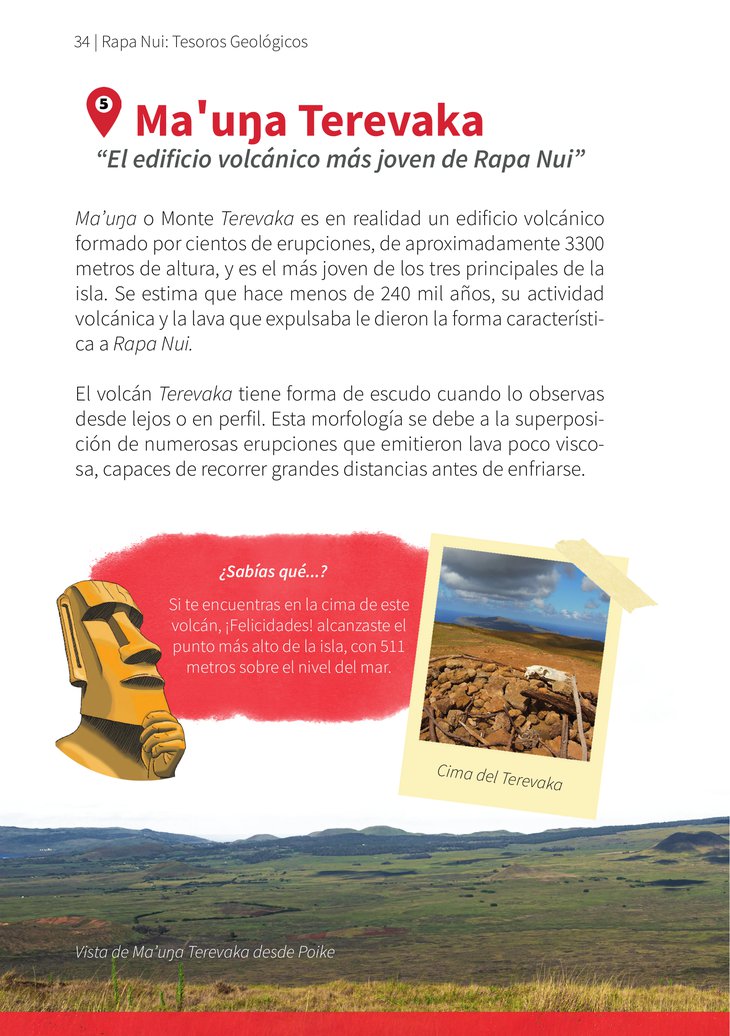 34 | Rapa Nui: Tesoros Geológicos
5
Ma'uŋa Terevaka
“El edificio volcánico más joven de Rapa Nui”
Ma’uŋa o Monte Terevaka es en realidad un edificio volcánico
formado por cientos de erupciones, de aproximadamente 3300
metros de altura, y es el más joven de los tres principales de la
isla. Se estima que hace menos de 240 mil años, su actividad
volcánica y la lava que expulsaba le dieron la forma característi-
ca a Rapa Nui.
El volcán Terevaka tiene forma de escudo cuando lo observas
desde lejos o en perfil. Esta morfología se debe a la superposi-
ción de numerosas erupciones que emitieron lava poco visco-
sa, capaces de recorrer grandes distancias antes de enfriarse.
¿Sabías qué...?
Si te encuentras en la cima de este
volcán, ¡Felicidades! alcanzaste el
punto más alto de la isla, con 511
metros sobre el nivel del mar.
Cima del Terevaka
Vista de Ma’uŋa Terevaka desde Poike